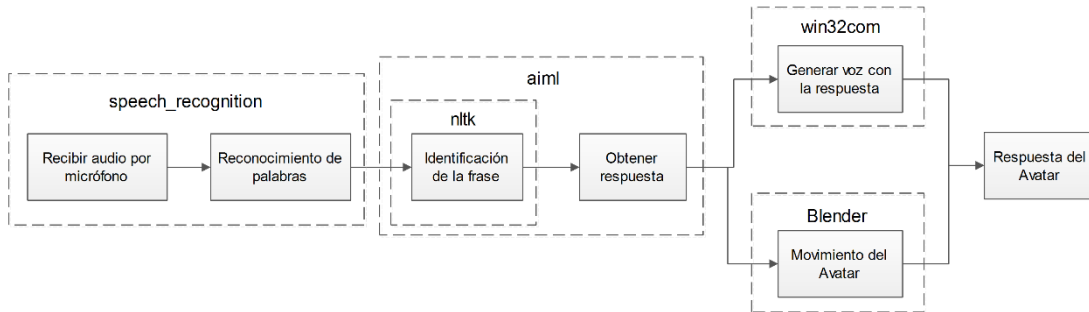 speech_recognition
Recibir audio por
micrófono
Reconocimiento de
palabras
aiml
nltk
Identificación
de la frase
Obtener
respuesta
win32com
Generar voz con
la respuesta
Blender
Movimiento del
Avatar
Respuesta del
Avatar